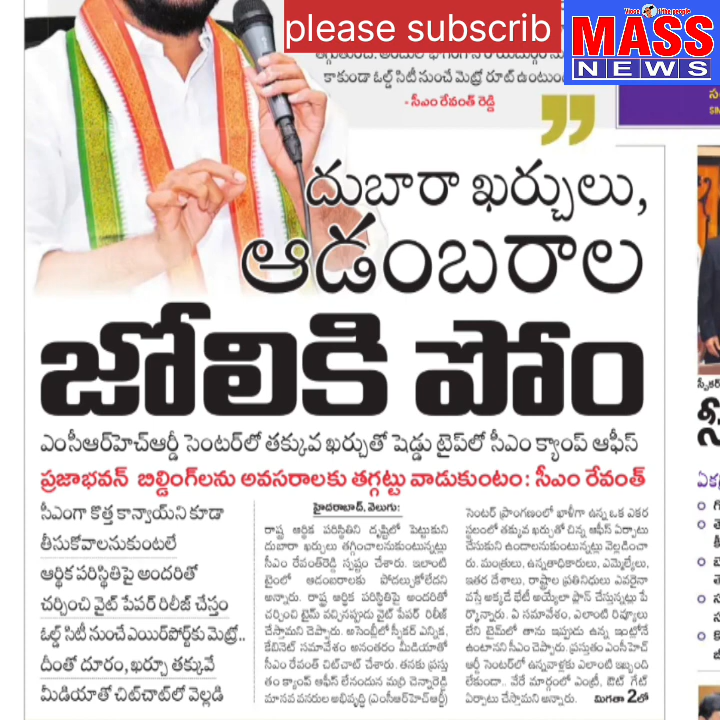 please subscrib
Voice of the people
MASS
NEWS
కాకుండా ఓల్డ్ సిటీ నుంచే మెట్రో రూట్ ఉంటుంద
- సీఎం రేవంత్ రెడ్డి
దుబారా ఖర్చులు,
ఆడంబరాల
జోలికి పోం
ఎంసీఆర్‌హెచ్‌ఆర్డీ సెంటర్‌లో తక్కువ ఖర్చుతో షెడ్డు టైప్‌లో సీఎం క్యాంప్ ఆఫీస్
ప్రజాభవన్ బిల్డింగ్‌లను అవసరాలకు తగ్గట్టు వాడుకుంటం : సీఎం రేవంత్
సీఎంగా కొత్త కాన్వాయ్‌ని కూడా
తీసుకోవాలనుకుంటలే
ఆర్థిక పరిస్థితిపై అందరితో
చర్చించి వైట్ పేపర్ రిలీజ్ చేస్తం
ఓల్డ్ సిటీ నుంచే ఎయిర్‌పోర్ట్‌కు మెట్రో..
దీంతో దూరం, ఖర్చూ తక్కువే
మీడియాతో చిట్‌చాట్‌లో వెల్లడి
హైదరాబాద్, వెలుగు:
రాష్ట్ర ఆర్థిక పరిస్థితిని దృష్టిలో పెట్టుకుని
దుబారా ఖర్చులు తగ్గించాలనుకుంటున్నట్లు
సీఎం రేవంత్‌రెడ్డి స్పష్టం చేశారు. ఇలాంటి
టైంలో ఆడంబరాలకు పోదల్చుకోలేదని
అన్నారు. రాష్ట్ర ఆర్థిక పరిస్థితిపై అందరితో
చర్చించి టైమ్ వచ్చినప్పుడు వైట్ పేపర్ రిలీజ్
చేస్తామని చెప్పారు. అసెంబ్లీలో స్పీకర్ ఎన్నిక,
కేబినెట్ సమావేశం అనంతరం మీడియాతో
సీఎం రేవంత్ చిట్‌చాట్ చేశారు. తనకు ప్రస్తు
తం క్యాంప్ ఆఫీస్ లేనందున మర్రి చెన్నారెడ్డి
మానవ వనరుల అభివృద్ధి (ఎంసీహెచ్‌ఆర్‌డీ)
సెంటర్ ప్రాంగణంలో ఖాళీగా ఉన్న ఒక ఎకర
స్థలంలో తక్కువ ఖర్చుతో చిన్న ఆఫీస్ ఏర్పాటు
చేసుకుని ఉండాలనుకుంటున్నట్లు వెల్లడించా
రు. మంత్రులు, ఉన్నతాధికారులు, ఎమ్మెల్యేలు,
ఇతర దేశాలు, రాష్ట్రాల ప్రతినిధులు ఎవరైనా
వస్తే అక్కడే భేటీ అయ్యేలా ప్లాన్ చేస్తున్నట్లు పే
ర్కొన్నారు. ఏ సమావేశం, ఎలాంటి రివ్యూలు
లేని టైమ్‌లో తాను ఇప్పుడు ఉన్న ఇంట్లోనే
ఉంటానని సీఎం చెప్పారు. ప్రస్తుతం ఎంసీహెచ్
ఆర్డీ సెంటర్‌లో ఉన్నవాళ్లకు ఎలాంటి ఇబ్బంది
లేకుండా.. వేరే మార్గంలో ఎంట్రీ, ఔట్ గేట్
ఏర్పాటు చేస్తామని అన్నారు. మిగతా 2లో